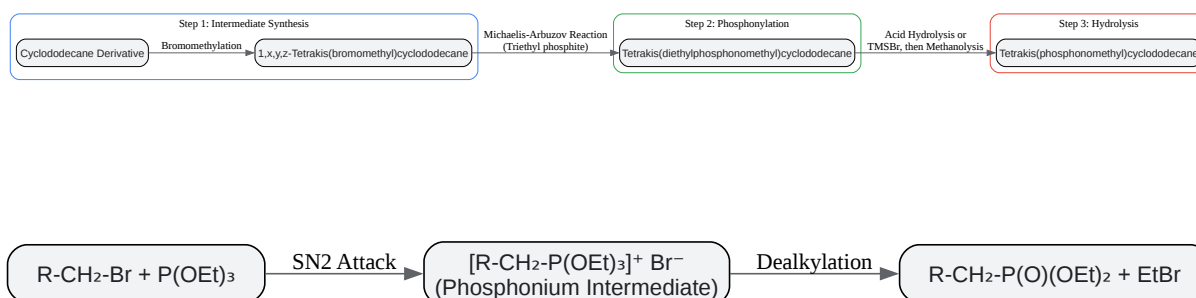 Step 1: Intermediate Synthesis
Cyclododecane Derivative
Bromomethylation
1,x,y,z-Tetrakis(bromomethyl)cyclododecane
Michaelis-Arbuzov Reaction
(Triethyl phosphite)
Step 2: Phosphonylation
Tetrakis(diethylphosphonomethyl)cyclododecane
Acid Hydrolysis or
TMSBr, then Methanolysis
Step 3: Hydrolysis
Tetrakis(phosphonomethyl)cyclododecane
R-CH₂-Br + P(OEt)₃
SN2 Attack
[R-CH₂-P(OEt)₃]⁺ Br⁻
(Phosphonium Intermediate)
Dealkylation
R-CH₂-P(O)(OEt)₂ + EtBr